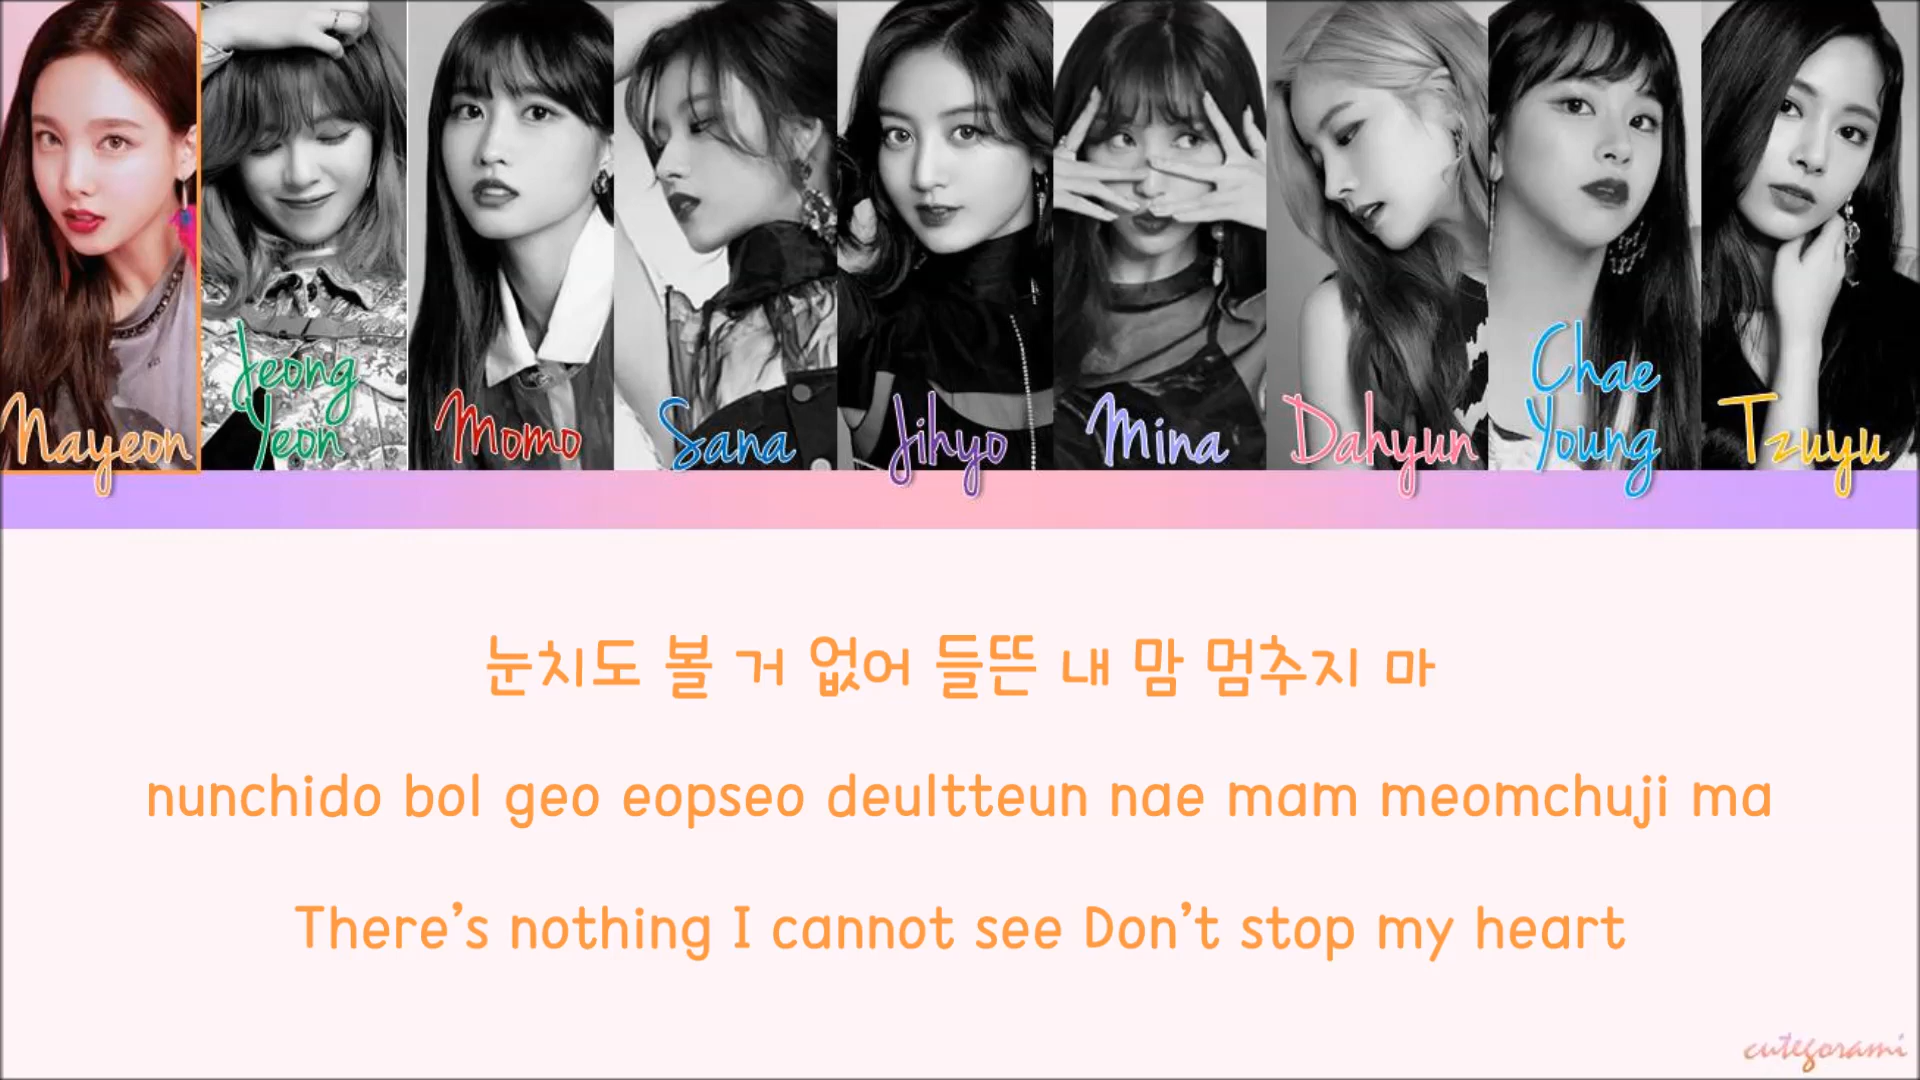 Nayeon
Jeong
Yeon
Momo
Sana
Jihyo
Mina
Dahyun
Chae
Young
Tzuyu
눈치도 볼 거 없어 들뜬 내 맘 멈추지 마
nunchido bol geo eopseo deultteun nae mam meomchuji ma
There’s nothing I cannot see Don’t stop my heart
cutegorami